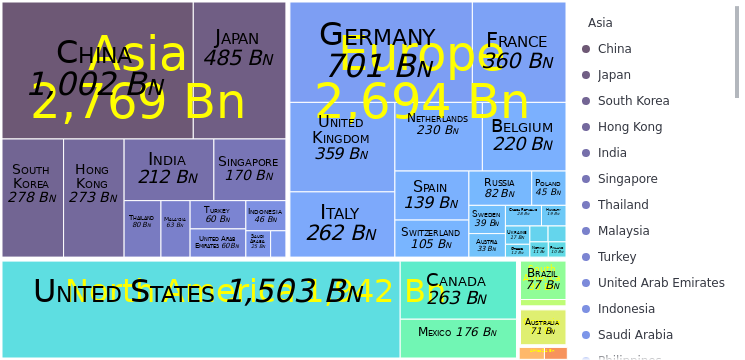 Asia
2,769 Bn
China
1,002 Bn
Japan
485 Bn
South
Korea
278 Bn
Hong
Kong
273 Bn
India
212 Bn
Singapore
170 Bn
Thailand
80 Bn
Malaysia
63 Bn
Turkey
60 Bn
United Arab
Emirates 60 Bn
Indonesia
46 Bn
Saudi
Arabia
25 Bn
Europe
2,694 Bn
Germany
701 Bn
France
360 Bn
United
Kingdom
359 Bn
Italy
262 Bn
Netherlands
230 Bn
Belgium
220 Bn
Spain
139 Bn
Switzerland
105 Bn
Russia
82 Bn
Poland
45 Bn
Sweden
39 Bn
Austria
33 Bn
Ukraine
17 Bn
North America 1,942 Bn
United States 1,503 Bn
Canada
263 Bn
Mexico 176 Bn
Brazil
77 Bn
Australia
71 Bn
Asia
China
Japan
South Korea
Hong Kong
India
Singapore
Thailand
Malaysia
Turkey
United Arab Emirates
Indonesia
Saudi Arabia
Philippines